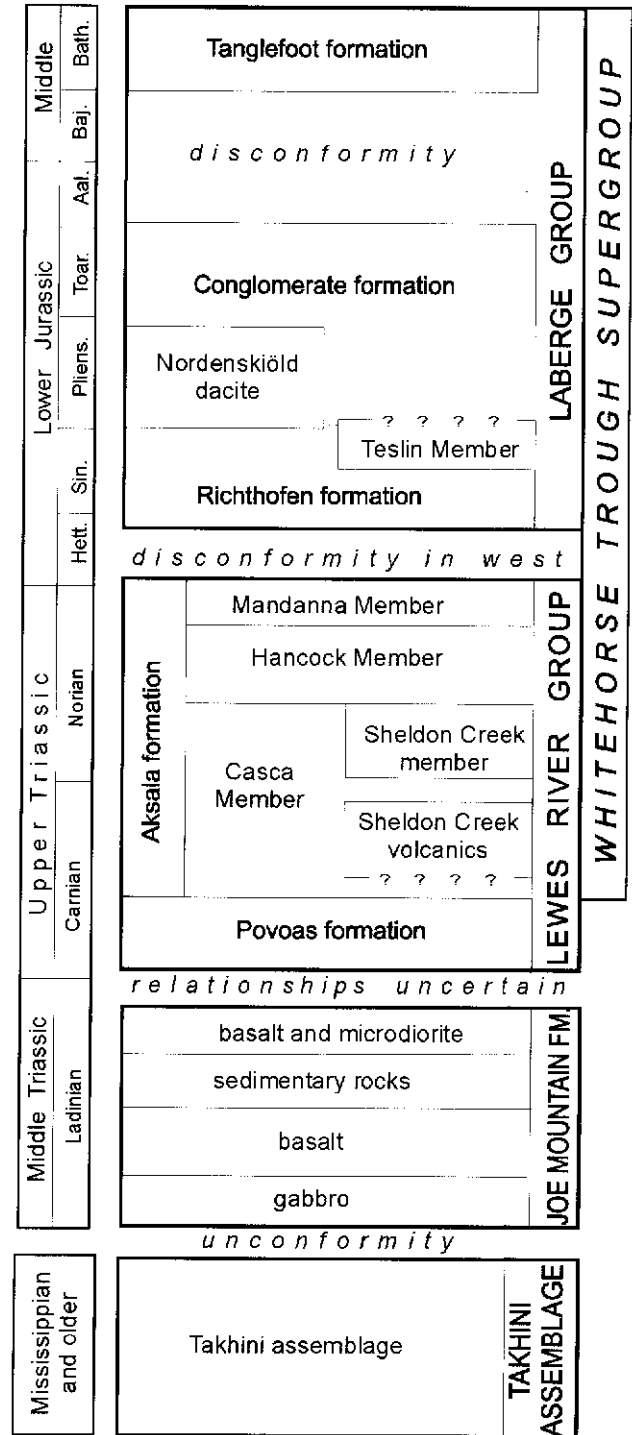 Middle
Bath.
Baj.
Lower Jurassic
Aal.
Toar.
Pliens.
Sin.
Hett.
Upper Triassic
Norian
Carnian
Middle Triassic
Ladinian
Mississippian
and older
Tanglefoot formation
disconformity
Conglomerate formation
Nordenskiöld
dacite
? ? ? ?
Teslin Member
Richthofen formation
LABERGE GROUP
WHITEHORSE TROUGH SUPERGROUP
disconformity in west
Aksala formation
Mandanna Member
Hancock Member
Casca
Member
Sheldon Creek
member
Sheldon Creek
volcanics
? ? ? ?
Povoas formation
LEWES RIVER GROUP
relationships uncertain
basalt and microdiorite
sedimentary rocks
basalt
gabbro
JOE MOUNTAIN FM.
unconformity
Takhini assemblage
TAKHINI
ASSEMBLAGE